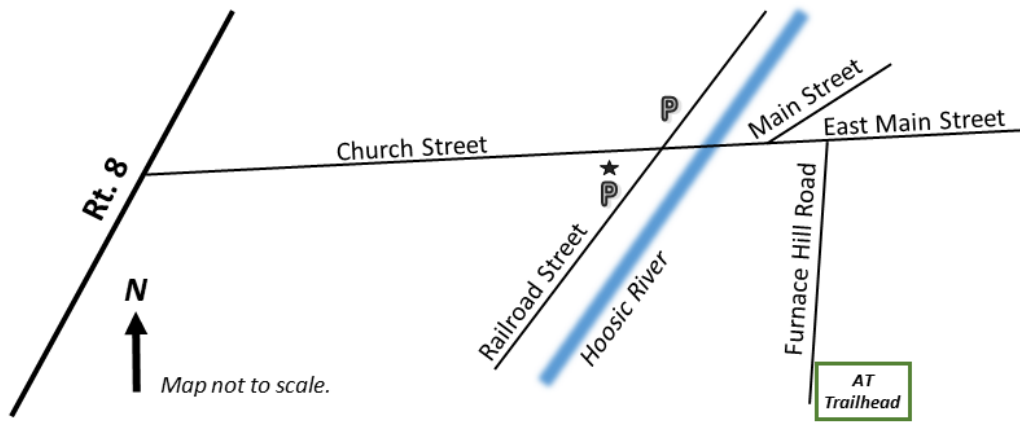 Main Street
P
East Main Street
Church Street
Rt. 8
★
P
Furnace Hill Road
Railroad Street
Hoosic River
N
Map not to scale.
AT
Trailhead